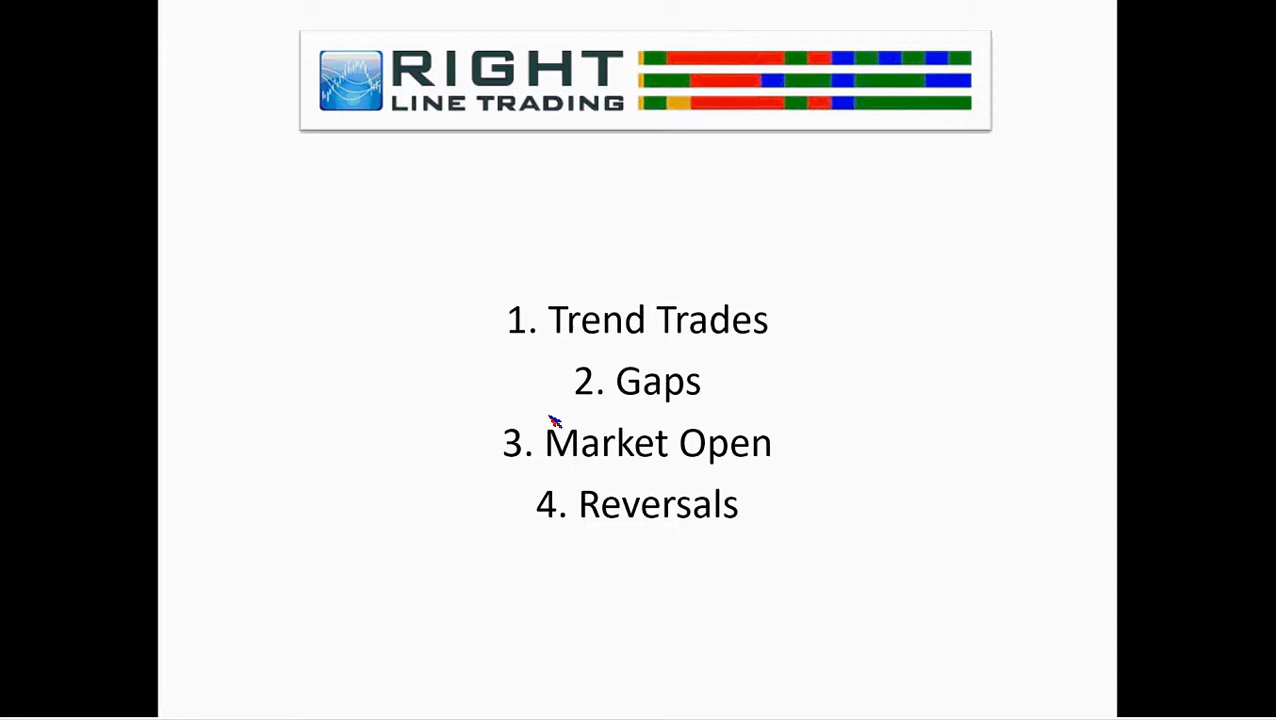 RIGHT
LINE TRADING
1. Trend Trades
2. Gaps
3. Market Open
4. Reversals